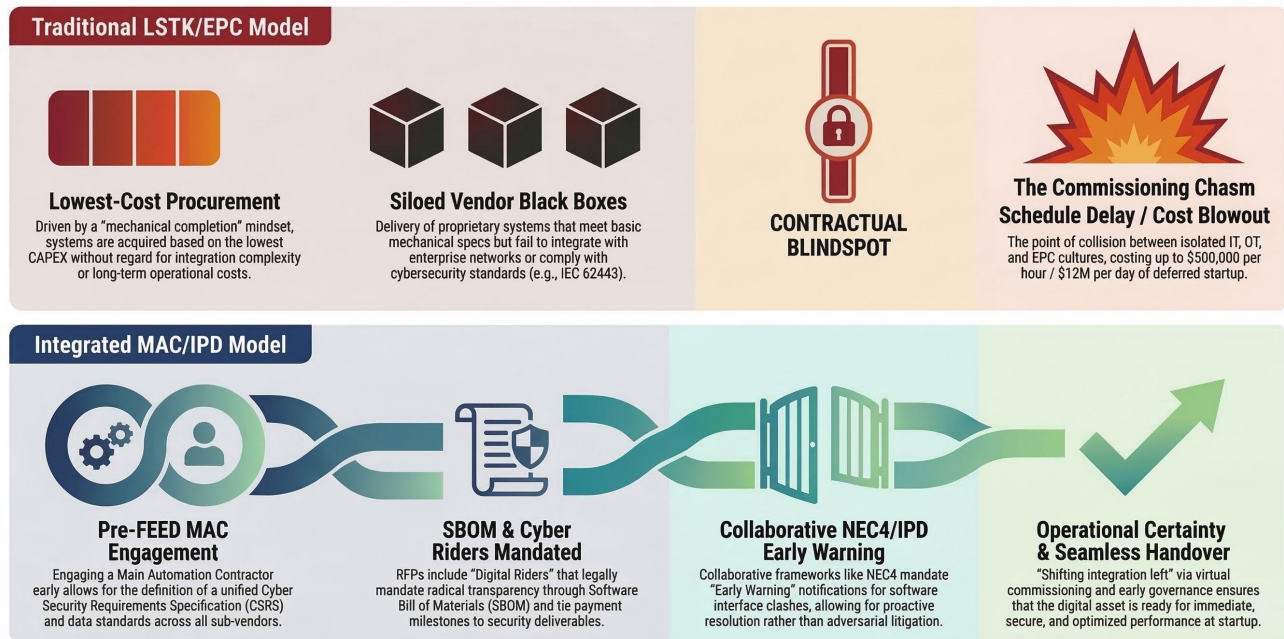 Traditional LSTK/EPC Model
Lowest-Cost Procurement
Driven by a "mechanical completion" mindset,
systems are acquired based on the lowest
CAPEX without regard for integration complexity
or long-term operational costs.
Siloed Vendor Black Boxes
Delivery of proprietary systems that meet basic
mechanical specs but fail to integrate with
enterprise networks or comply with
cybersecurity standards (e.g., IEC 62443).
CONTRACTUAL
BLINDSPOT
The Commissioning Chasm
Schedule Delay / Cost Blowout
The point of collision between isolated IT, OT,
and EPC cultures, costing up to $500,000 per
hour / $12M per day of deferred startup.
Integrated MAC/IPD Model
Pre-FEED MAC
Engagement
Engaging a Main Automation Contractor
early allows for the definition of a unified Cyber
Security Requirements Specification (CSRS)
and data standards across all sub-vendors.
SBOM & Cyber
Riders Mandated
RFPs include "Digital Riders" that legally
mandate radical transparency through Software
Bill of Materials (SBOM) and tie payment
milestones to security deliverables.
Collaborative NEC4/IPD
Early Warning
Collaborative frameworks like NEC4 mandate
"Early Warning" notifications for software
interface clashes, allowing for proactive
resolution rather than adversarial litigation.
Operational Certainty
& Seamless Handover
"Shifting integration left" via virtual
commissioning and early governance ensures
that the digital asset is ready for immediate,
secure, and optimized performance at startup.